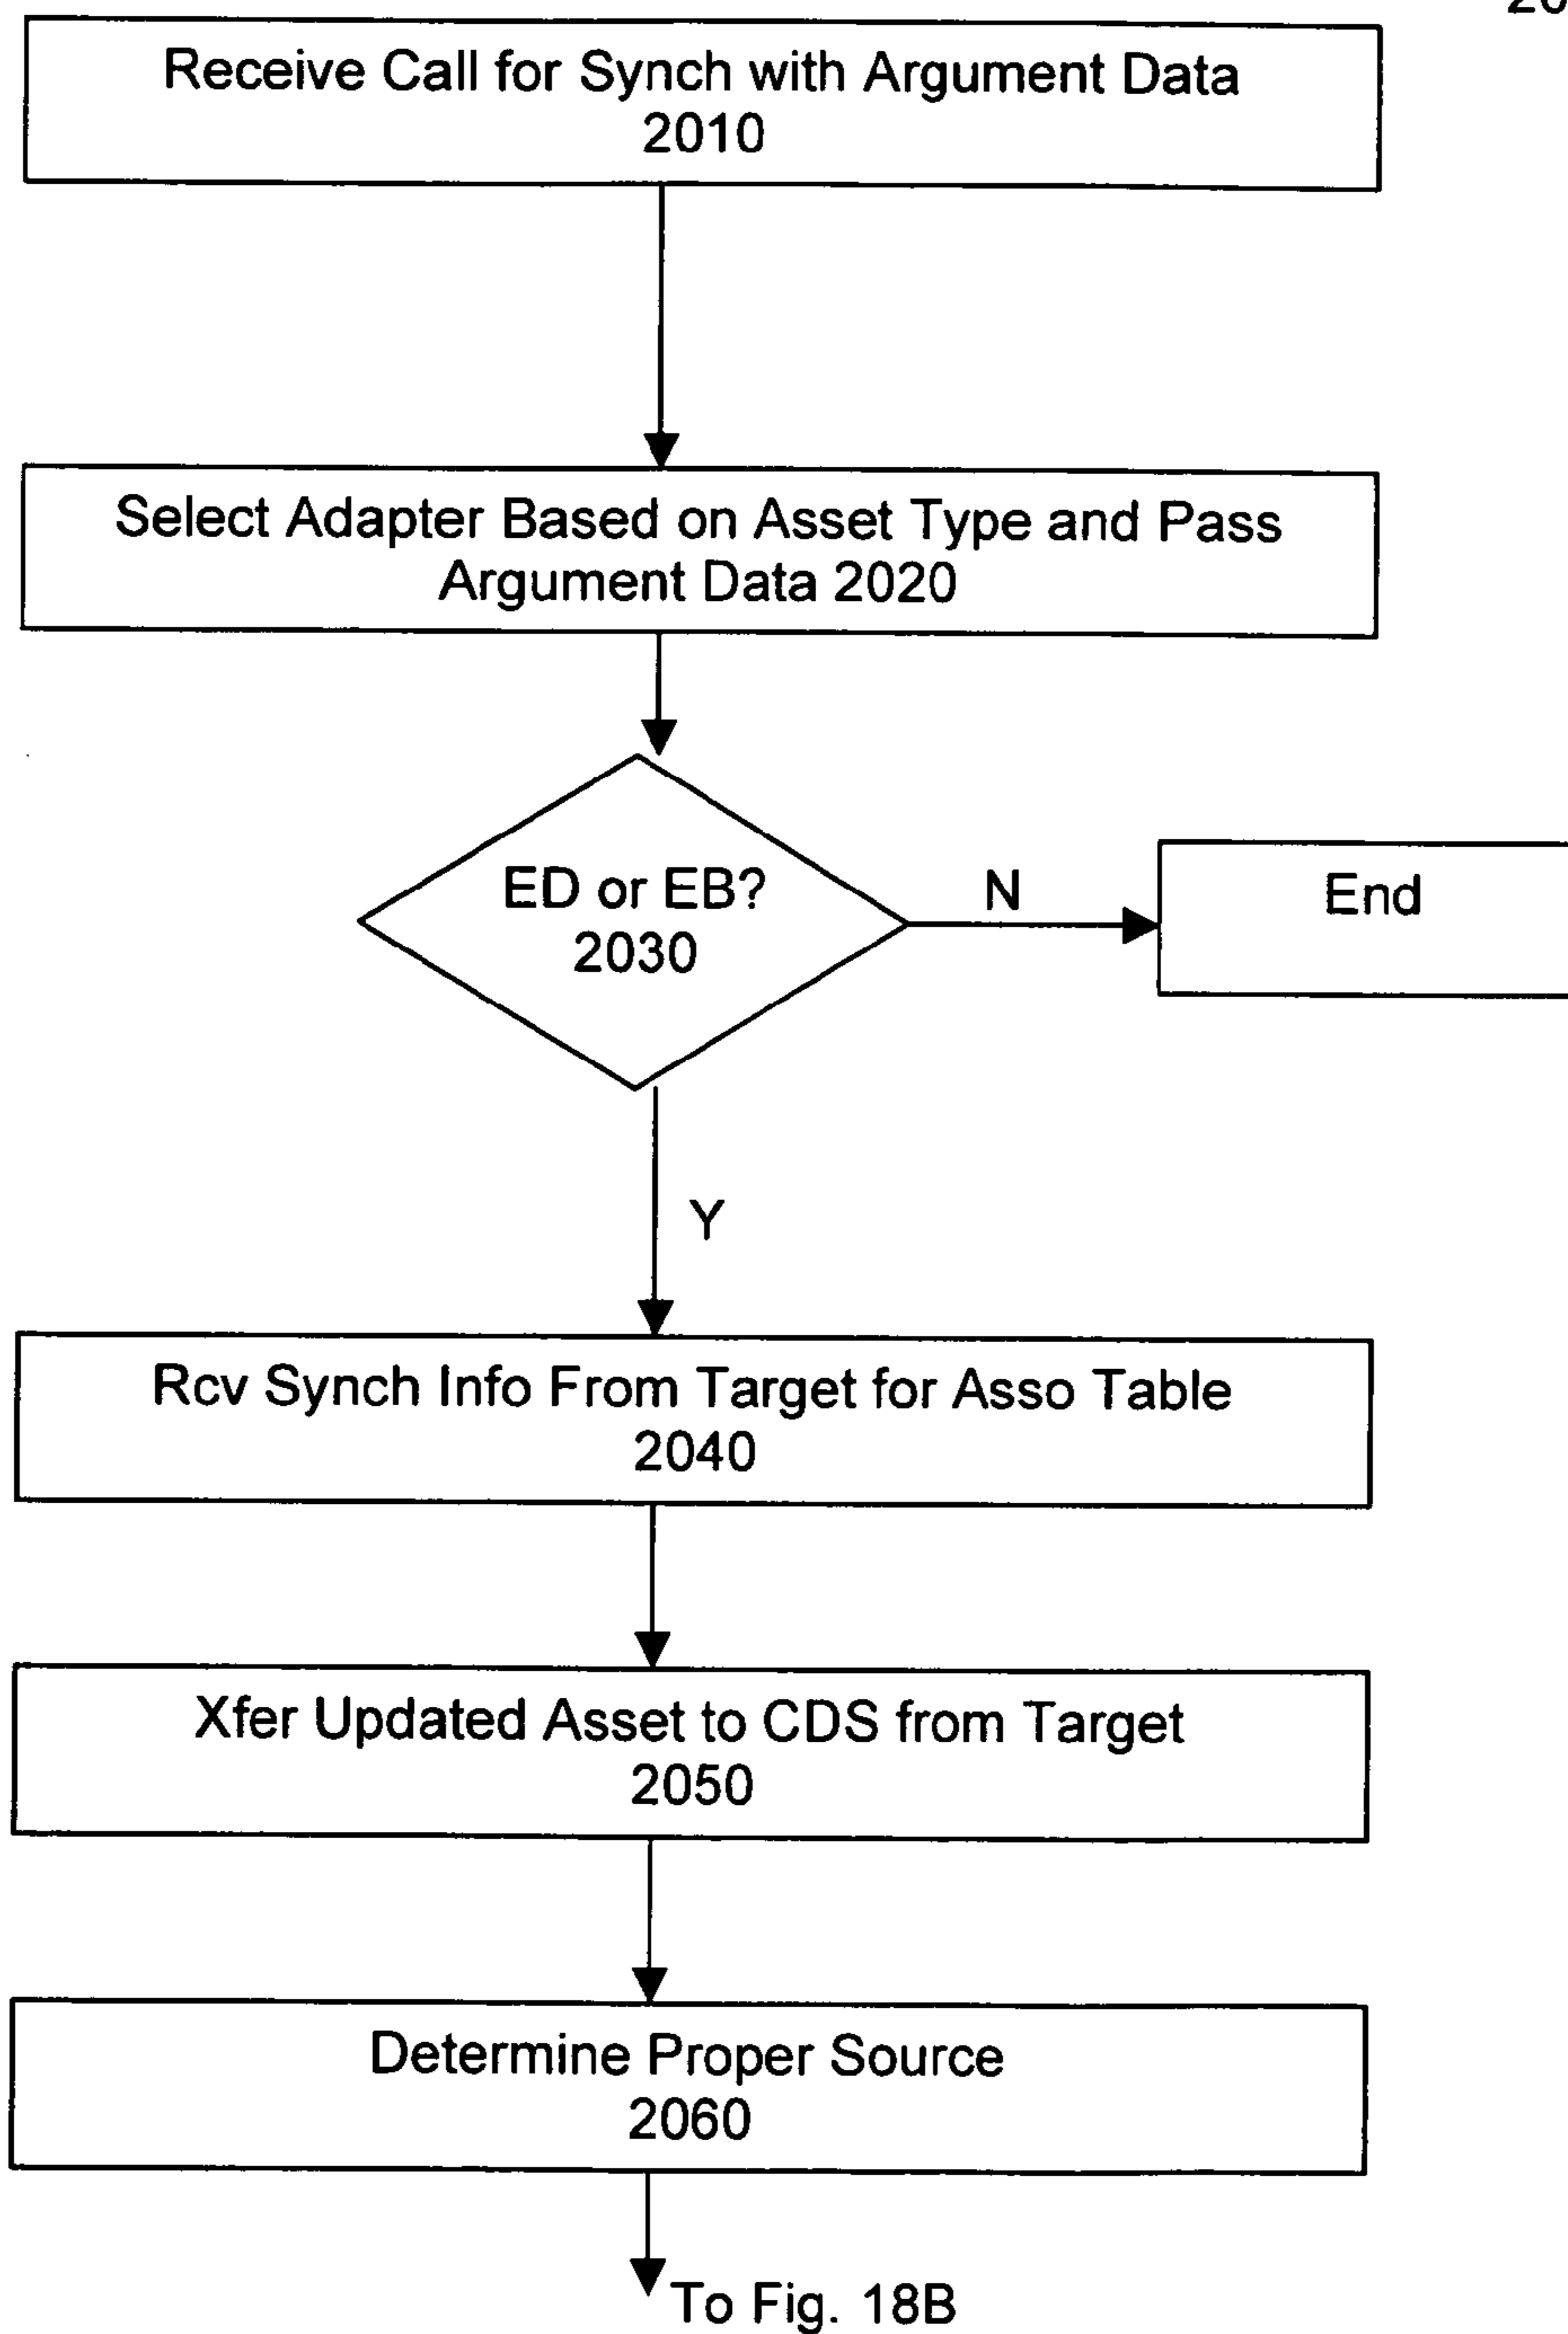 Receive Call for Synch with Argument Data
2010
Select Adapter Based on Asset Type and Pass
Argument Data 2020
ED or EB?
2030
N
End
Y
Rcv Synch Info From Target for Asso Table
2040
Xfer Updated Asset to CDS from Target
2050
Determine Proper Source
2060
To Fig. 18B